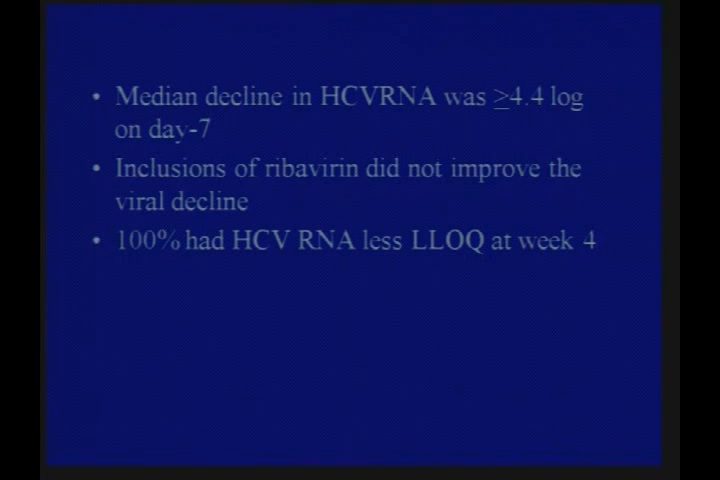 • Median decline in HCVRNA was ≥4.4 log
on day-7
• Inclusions of ribavirin did not improve the
viral decline
• 100% had HCV RNA less LLOQ at week 4